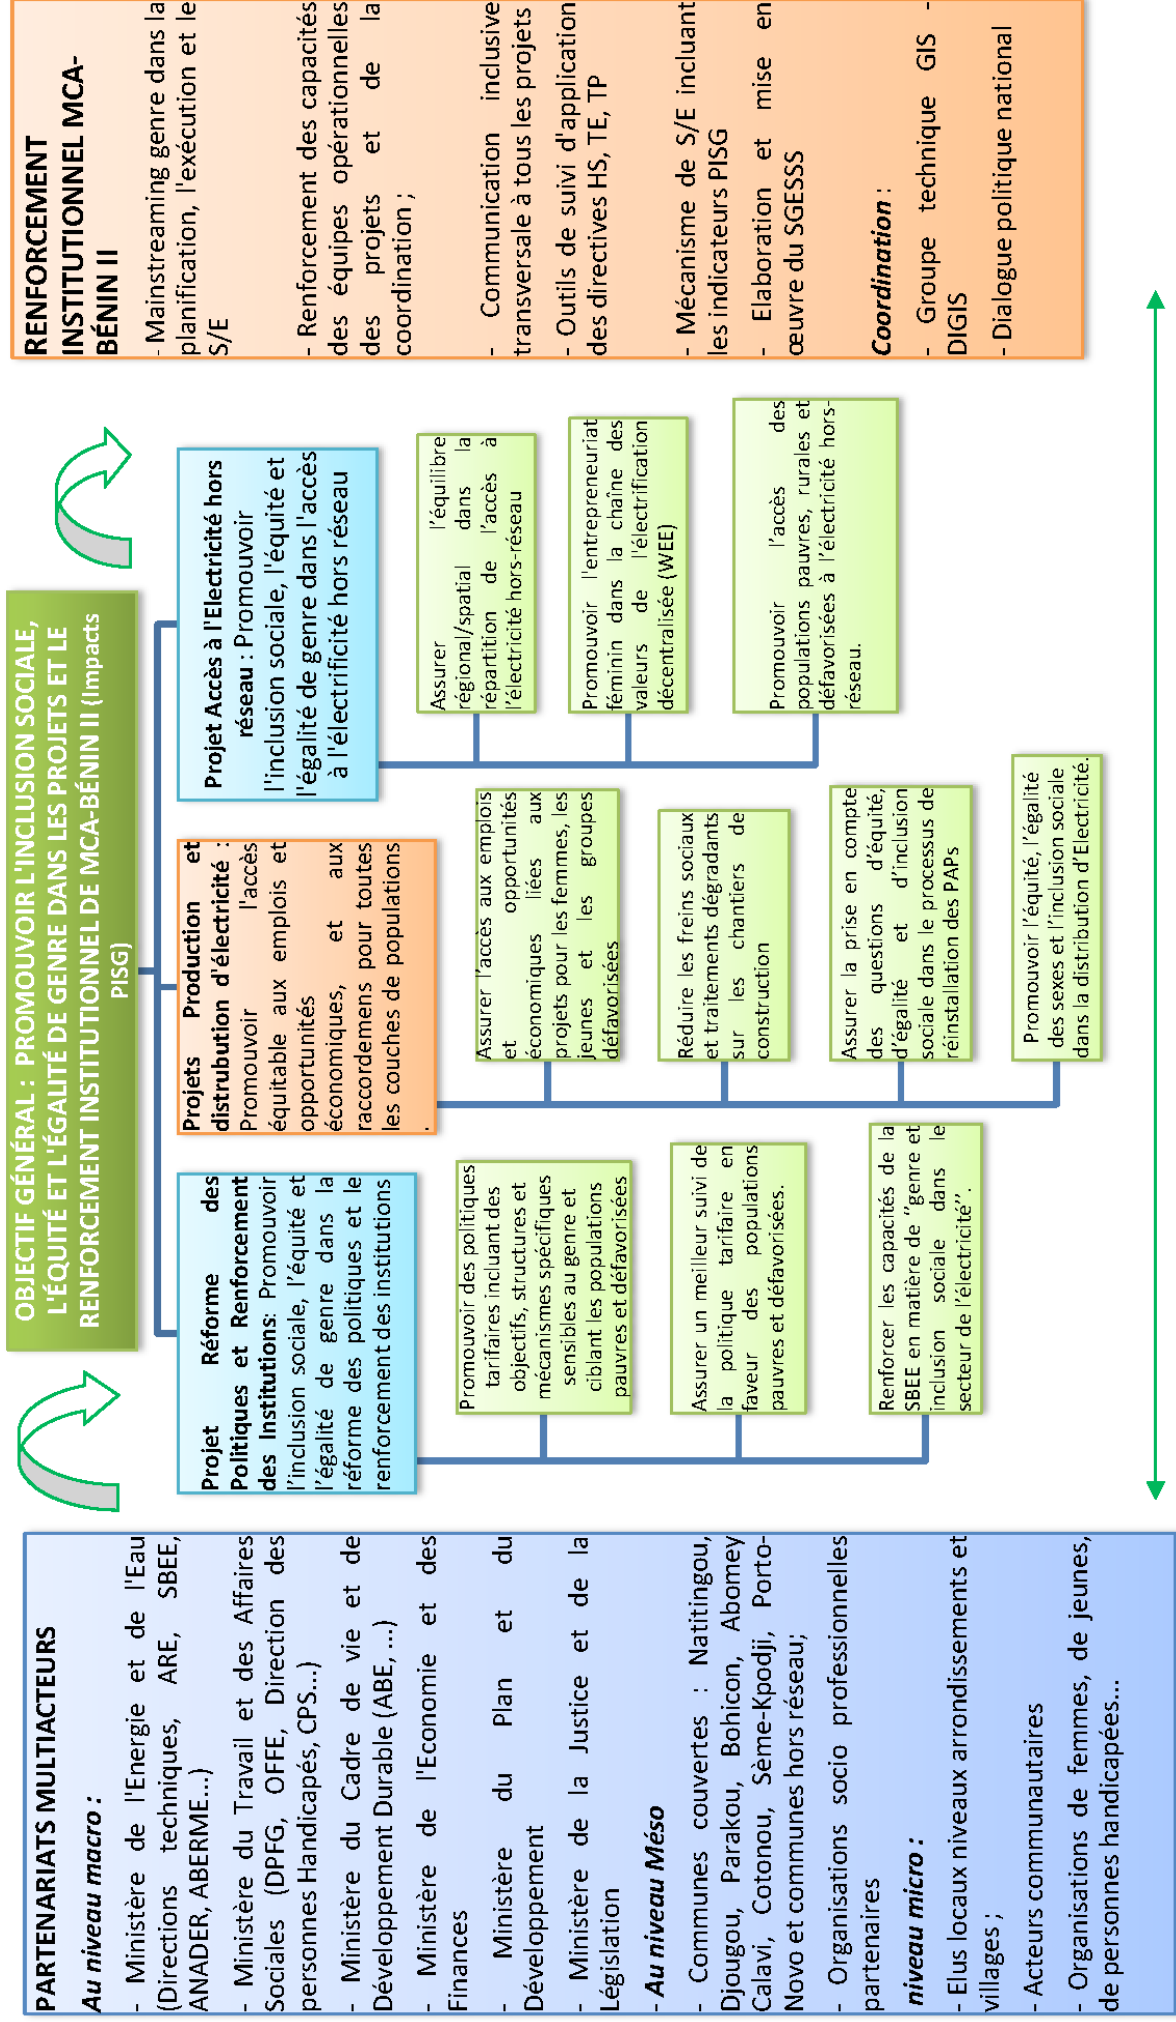 OBJECTIF GÉNÉRAL : PROMOUVOIR L'INCLUSION SOCIALE,
L'ÉQUITÉ ET L'ÉGALITÉ DE GENRE DANS LES PROJETS ET LE
RENFORCEMENT INSTITUTIONNEL DE MCA-BÉNIN II (Impacts
PISG)
PARTENARIATS MULTIACTEURS
Au niveau macro :
- Ministère de l'Energie et de l'Eau
(Directions techniques, ARE, SBEE,
ANADER, ABERME...)
- Ministère du Travail et des Affaires
Sociales (DPFG, OFFE, Direction des
personnes Handicapés, CPS...)
- Ministère du Cadre de vie et de
Développement Durable (ABE, ...)
- Ministère de l'Economie et des
Finances
- Ministère du Plan et du
Développement
- Ministère de la Justice et de la
Législation
- Au niveau Méso
- Communes couvertes : Natitingou,
Djougou, Parakou, Bohicon, Abomey
Calavi, Cotonou, Sème-Kpodji, Porto-
Novo et communes hors réseau;
- Organisations socio professionnelles
partenaires
niveau micro :
- Elus locaux niveaux arrondissements et
villages ;
- Acteurs communautaires
- Organisations de femmes, de jeunes,
de personnes handicapées...
Projet Réforme des
Politiques et Renforcement
des Institutions: Promouvoir
l'inclusion sociale, l'équité et
l'égalité de genre dans la
réforme des politiques et le
renforcement des institutions
Promouvoir des politiques
tarifaires incluant des
objectifs, structures et
mécanismes spécifiques
sensibles au genre et
ciblant les populations
pauvres et défavorisées
Assurer un meilleur suivi de
la politique tarifaire en
faveur des populations
pauvres et défavorisées.
Renforcer les capacités de la
SBEE en matière de "genre et
inclusion sociale dans le
secteur de l'électricité".
Projets Production et
distrubution d'électricité :
Promouvoir l'accès
équitable aux emplois et
opportunités
économiques, et aux
raccordemens pour toutes
les couches de populations
.
Assurer l'accès aux emplois
et opportunités
économiques liées aux
projets pour les femmes, les
jeunes et les groupes
défavorisées
Réduire les freins sociaux
et traitements dégradants
sur les chantiers de
construction
Assurer la prise en compte
des questions d'équité,
d'égalité et d'inclusion
sociale dans le processus de
réinstallation des PAPs
Promouvoir l'équité, l'égalité
des sexes et l'inclusion sociale
dans la distribution d'Electricité.
Projet Accès à l'Electricité hors
réseau : Promouvoir
l'inclusion sociale, l'équité et
l'égalité de genre dans l'accès
à l'électrificité hors réseau
Assurer l'équilibre
régional/spatial dans la
répartition de l'accès à
l'électricité hors-réseau
Promouvoir l'entrepreneuriat
féminin dans la chaîne des
valeurs de l'électrification
décentralisée (WEE)
Promouvoir l'accès des
populations pauvres, rurales et
défavorisées à l'électricité hors-
réseau.
RENFORCEMENT
INSTITUTIONNEL MCA-
BÉNIN II
- Mainstreaming genre dans la
planification, l'exécution et le
S/E
- Renforcement des capacités
des équipes opérationnelles
des projets et de la
coordination ;
- Communication inclusive
transversale à tous les projets
- Outils de suivi d'application
des directives HS, TE, TP
- Mécanisme de S/E incluant
les indicateurs PISG
- Elaboration et mise en
œuvre du SGESSS
Coordination :
- Groupe technique GIS -
DIGIS
- Dialogue politique national